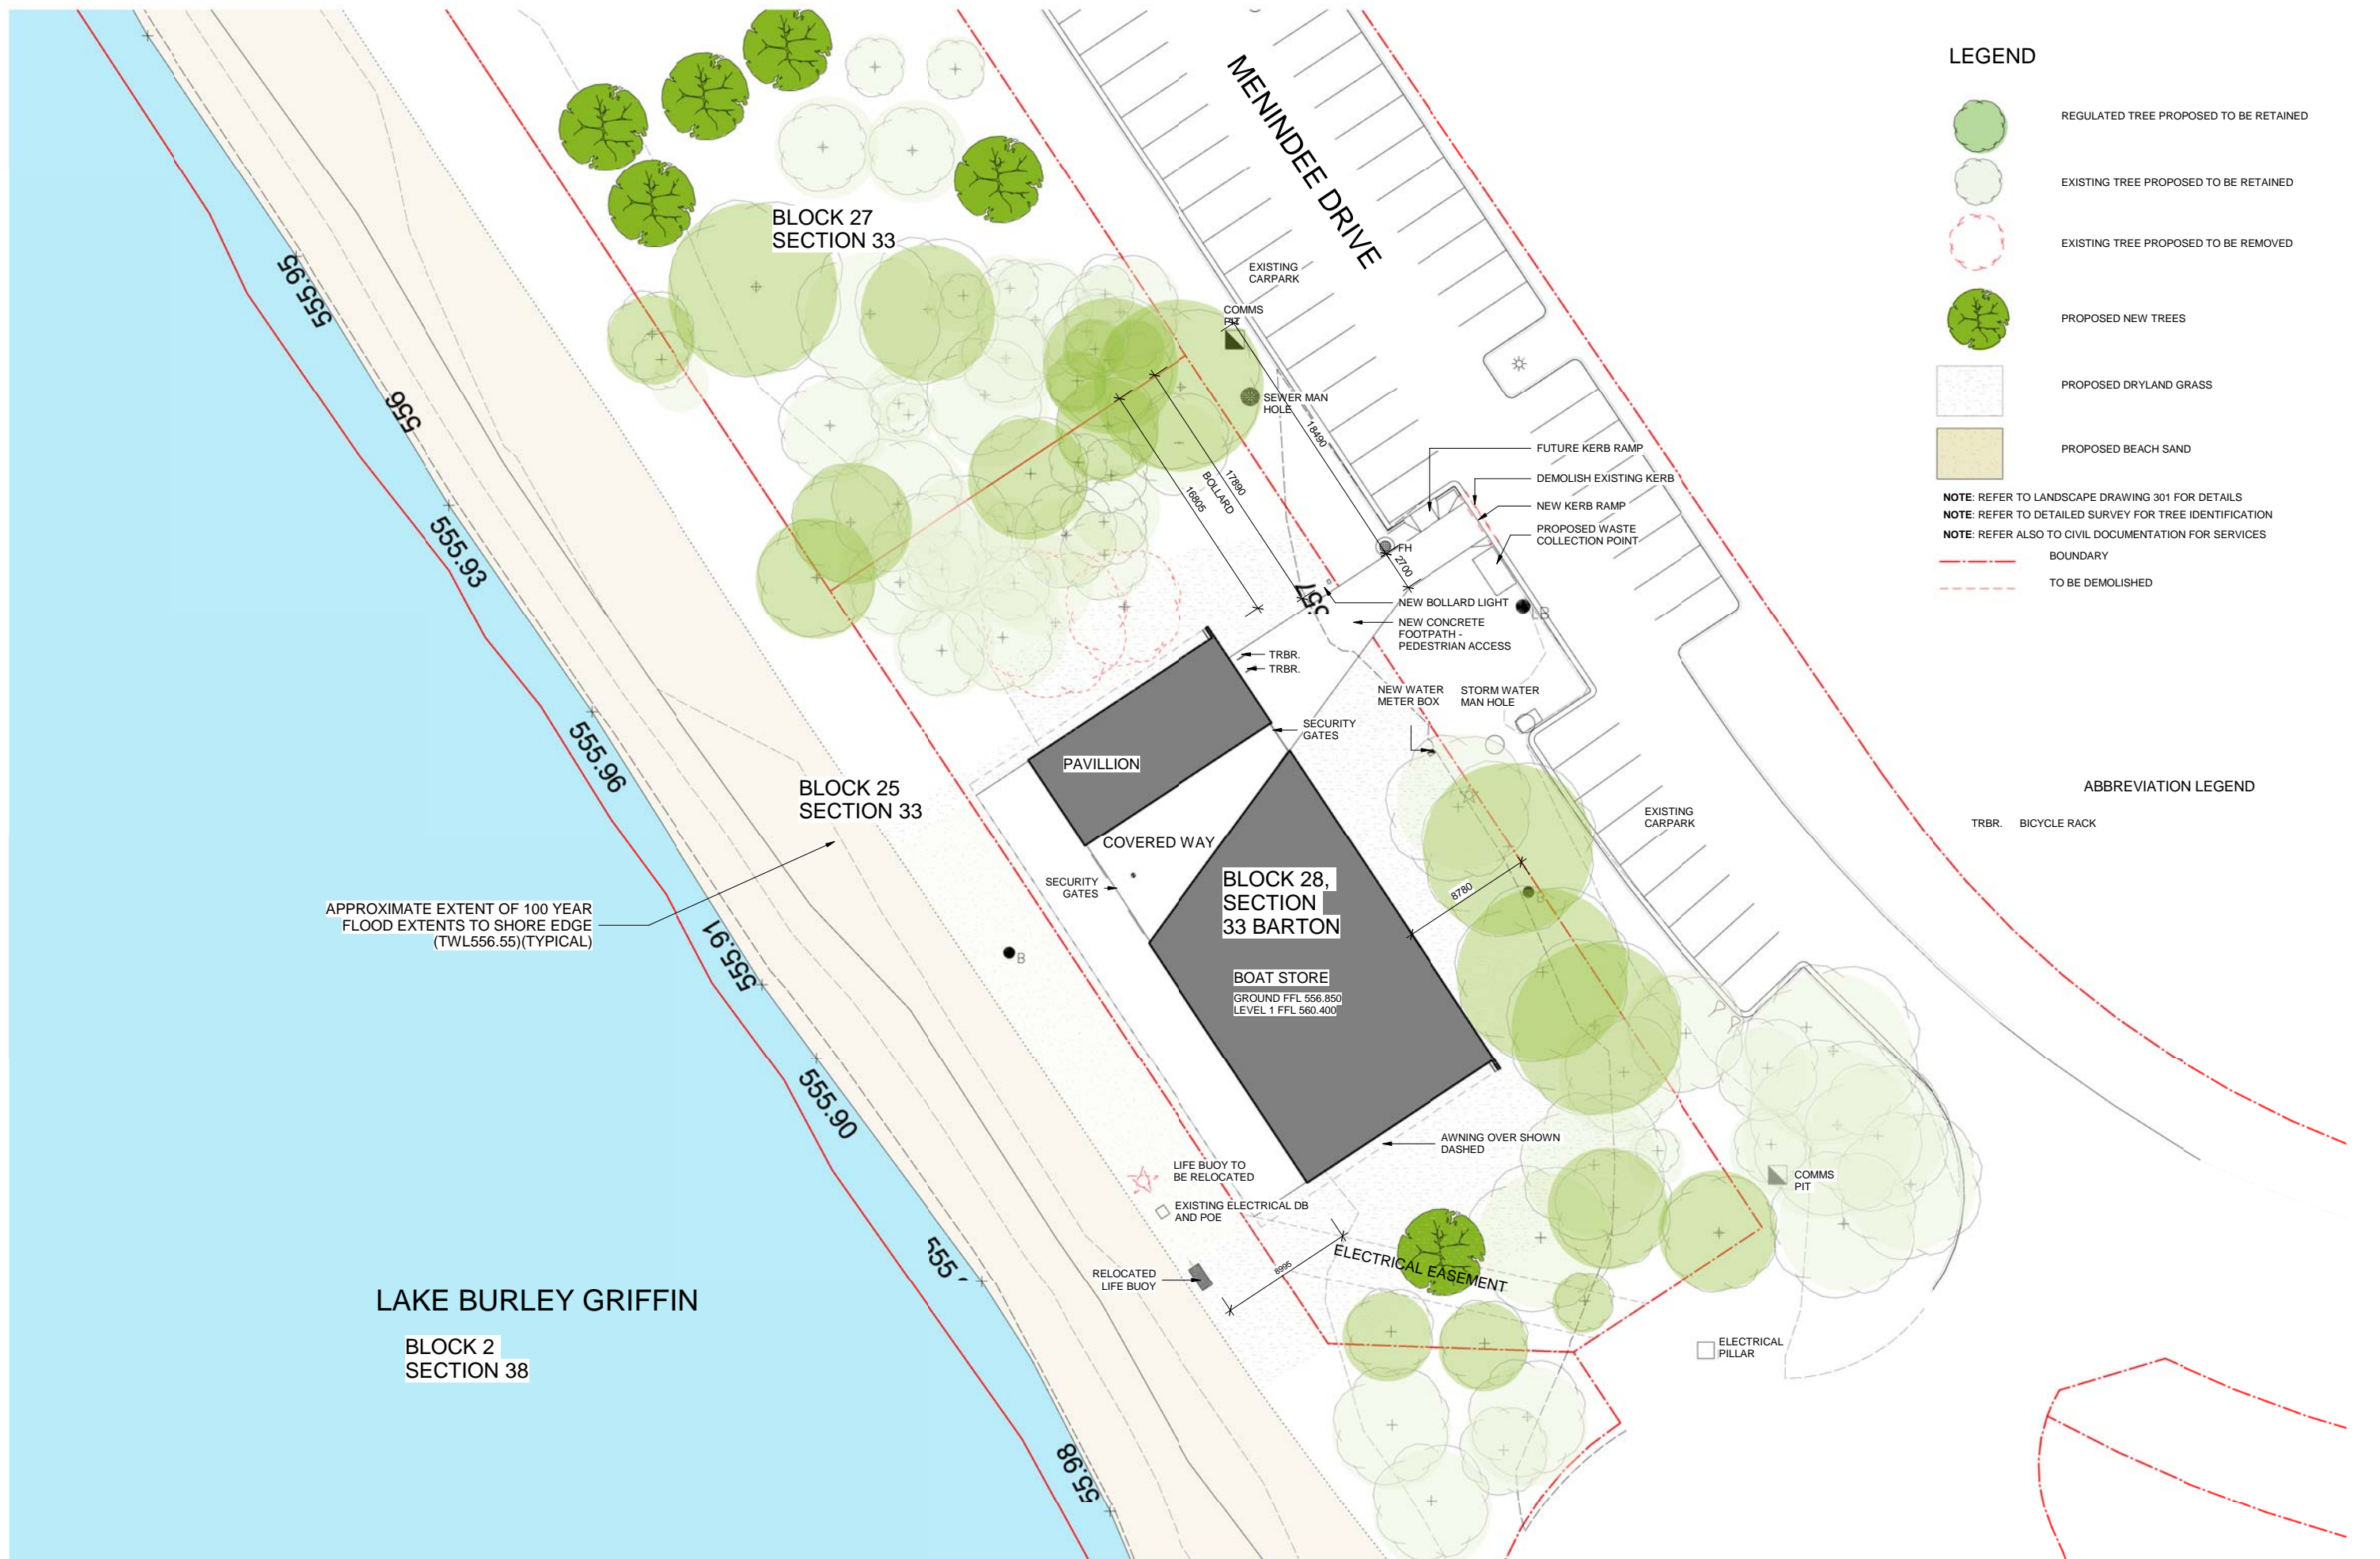 MENINDEE DRIVE
LEGEND
REGULATED TREE PROPOSED TO BE RETAINED
EXISTING TREE PROPOSED TO BE RETAINED
EXISTING TREE PROPOSED TO BE REMOVED
PROPOSED NEW TREES
PROPOSED DRYLAND GRASS
PROPOSED BEACH SAND
NOTE: REFER TO LANDSCAPE DRAWING 301 FOR DETAILS
NOTE: REFER TO DETAILED SURVEY FOR TREE IDENTIFICATION
NOTE: REFER ALSO TO CIVIL DOCUMENTATION FOR SERVICES
BOUNDARY
TO BE DEMOLISHED
ABBREVIATION LEGEND
TRBR. BICYCLE RACK
BLOCK 27
SECTION 33
EXISTING
CARPARK
COMMS
PIT
SEWER MAN
HOLE
18490
17890
BOLLARD
16805
FUTURE KERB RAMP
DEMOLISH EXISTING KERB
NEW KERB RAMP
PROPOSED WASTE
COLLECTION POINT
FH
2700
557
NEW BOLLARD LIGHT
LB
NEW CONCRETE
FOOTPATH -
PEDESTRIAN ACCESS
TRBR.
TRBR.
NEW WATER
METER BOX
STORM WATER
MAN HOLE
SECURITY
GATES
PAVILLION
BLOCK 25
SECTION 33
COVERED WAY
SECURITY
GATES
EXISTING
CARPARK
BLOCK 28,
SECTION
33 BARTON
8780
B
BOAT STORE
GROUND FFL 556.850
LEVEL 1 FFL 560.400
APPROXIMATE EXTENT OF 100 YEAR
FLOOD EXTENTS TO SHORE EDGE
(TWL556.55)(TYPICAL)
B
AWNING OVER SHOWN
DASHED
LIFE BUOY TO
BE RELOCATED
EXISTING ELECTRICAL DB
AND POE
COMMS
PIT
RELOCATED
LIFE BUOY
8995
ELECTRICAL EASEMENT
ELECTRICAL
PILLAR
LAKE BURLEY GRIFFIN
BLOCK 2
SECTION 38
555.95
556
555.93
555.96
555.91
555.90
555.
55.98